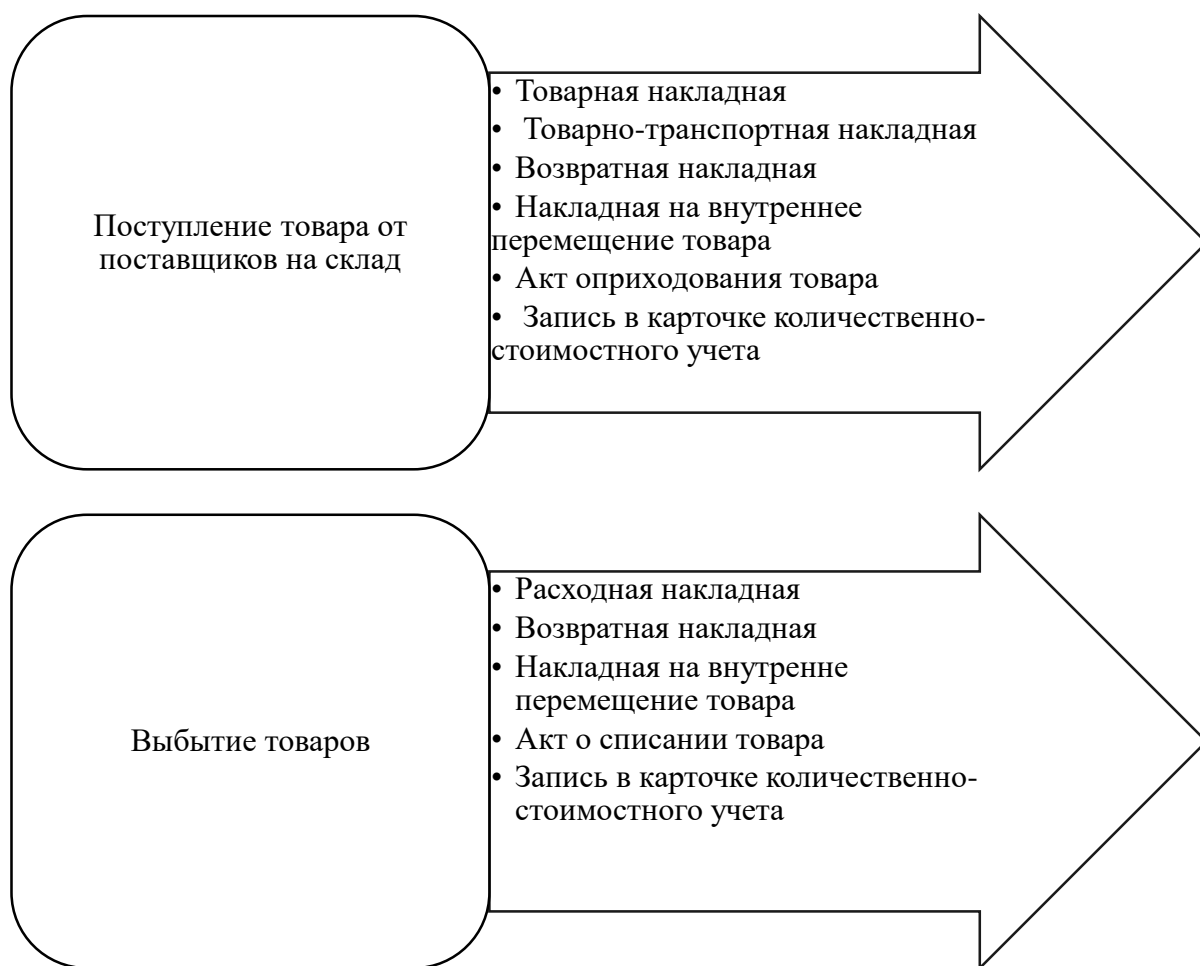 Поступление товара от
поставщиков на склад
• Товарная накладная
• Товарно-транспортная накладная
• Возвратная накладная
• Накладная на внутреннее
перемещение товара
• Акт оприходования товара
• Запись в карточке количественно-
стоимостного учета
Выбытие товаров
• Расходная накладная
• Возвратная накладная
• Накладная на внутренне
перемещение товара
• Акт о списании товара
• Запись в карточке количественно-
стоимостного учета